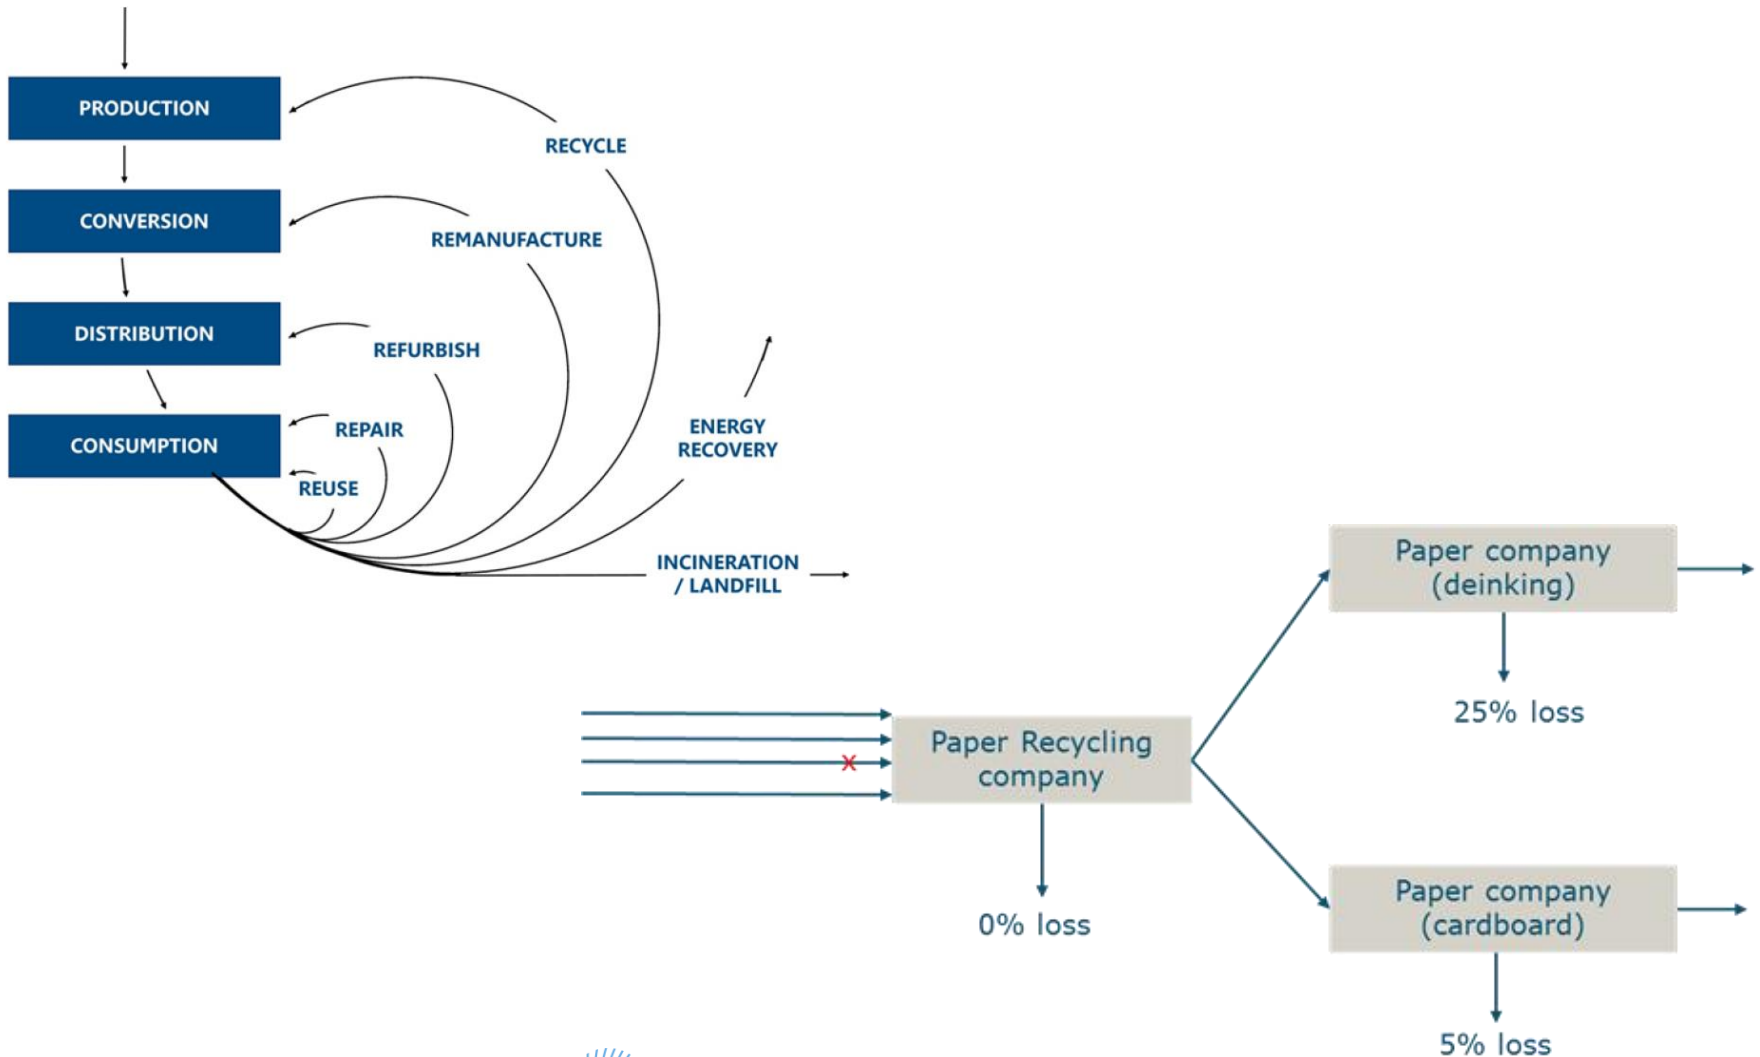 PRODUCTION
RECYCLE
CONVERSION
REMANUFACTURE
DISTRIBUTION
REFURBISH
CONSUMPTION
REPAIR
REUSE
ENERGY
RECOVERY
INCINERATION
/ LANDFILL
Paper company
(deinking)
25% loss
Paper Recycling
company
X
0% loss
Paper company
(cardboard)
5% loss